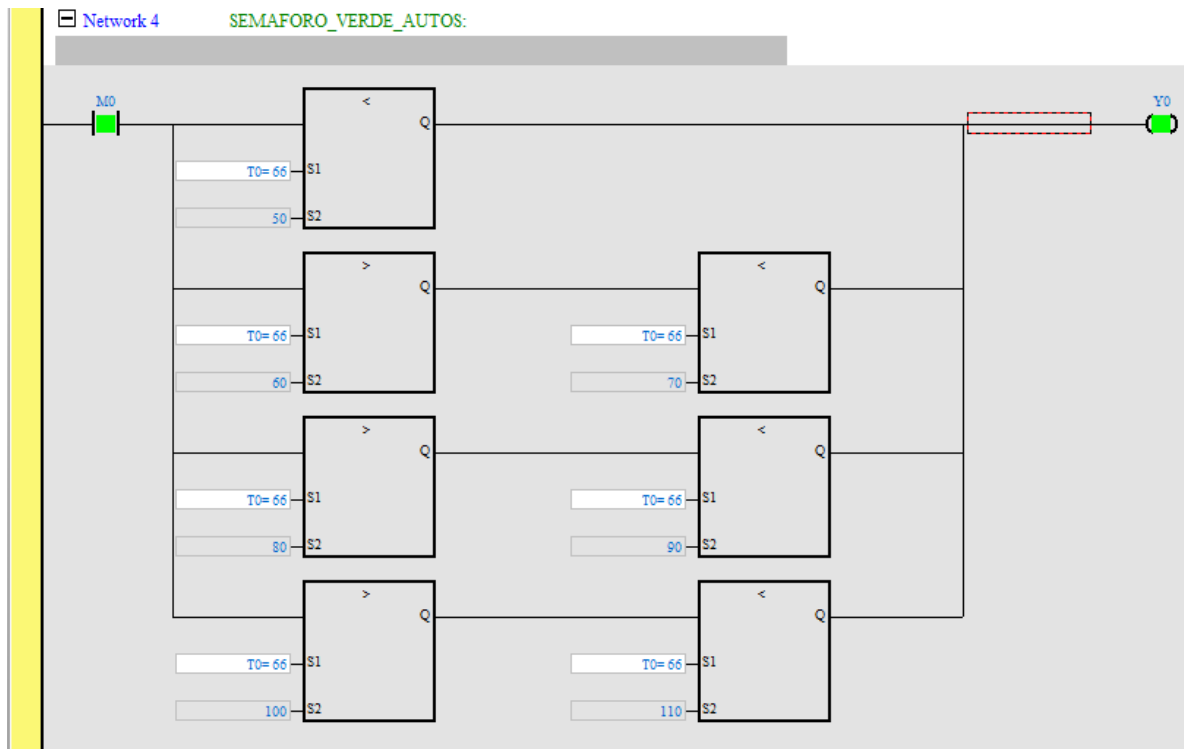 Network 4 SEMAFORO_VERDE_AUTOS:
M0 < Q Y0
T0= 66 S1
50 S2
> Q < Q
T0= 66 S1 T0= 66 S1
60 S2 70 S2
> Q < Q
T0= 66 S1 T0= 66 S1
80 S2 90 S2
> Q < Q
T0= 66 S1 T0= 66 S1
100 S2 110 S2